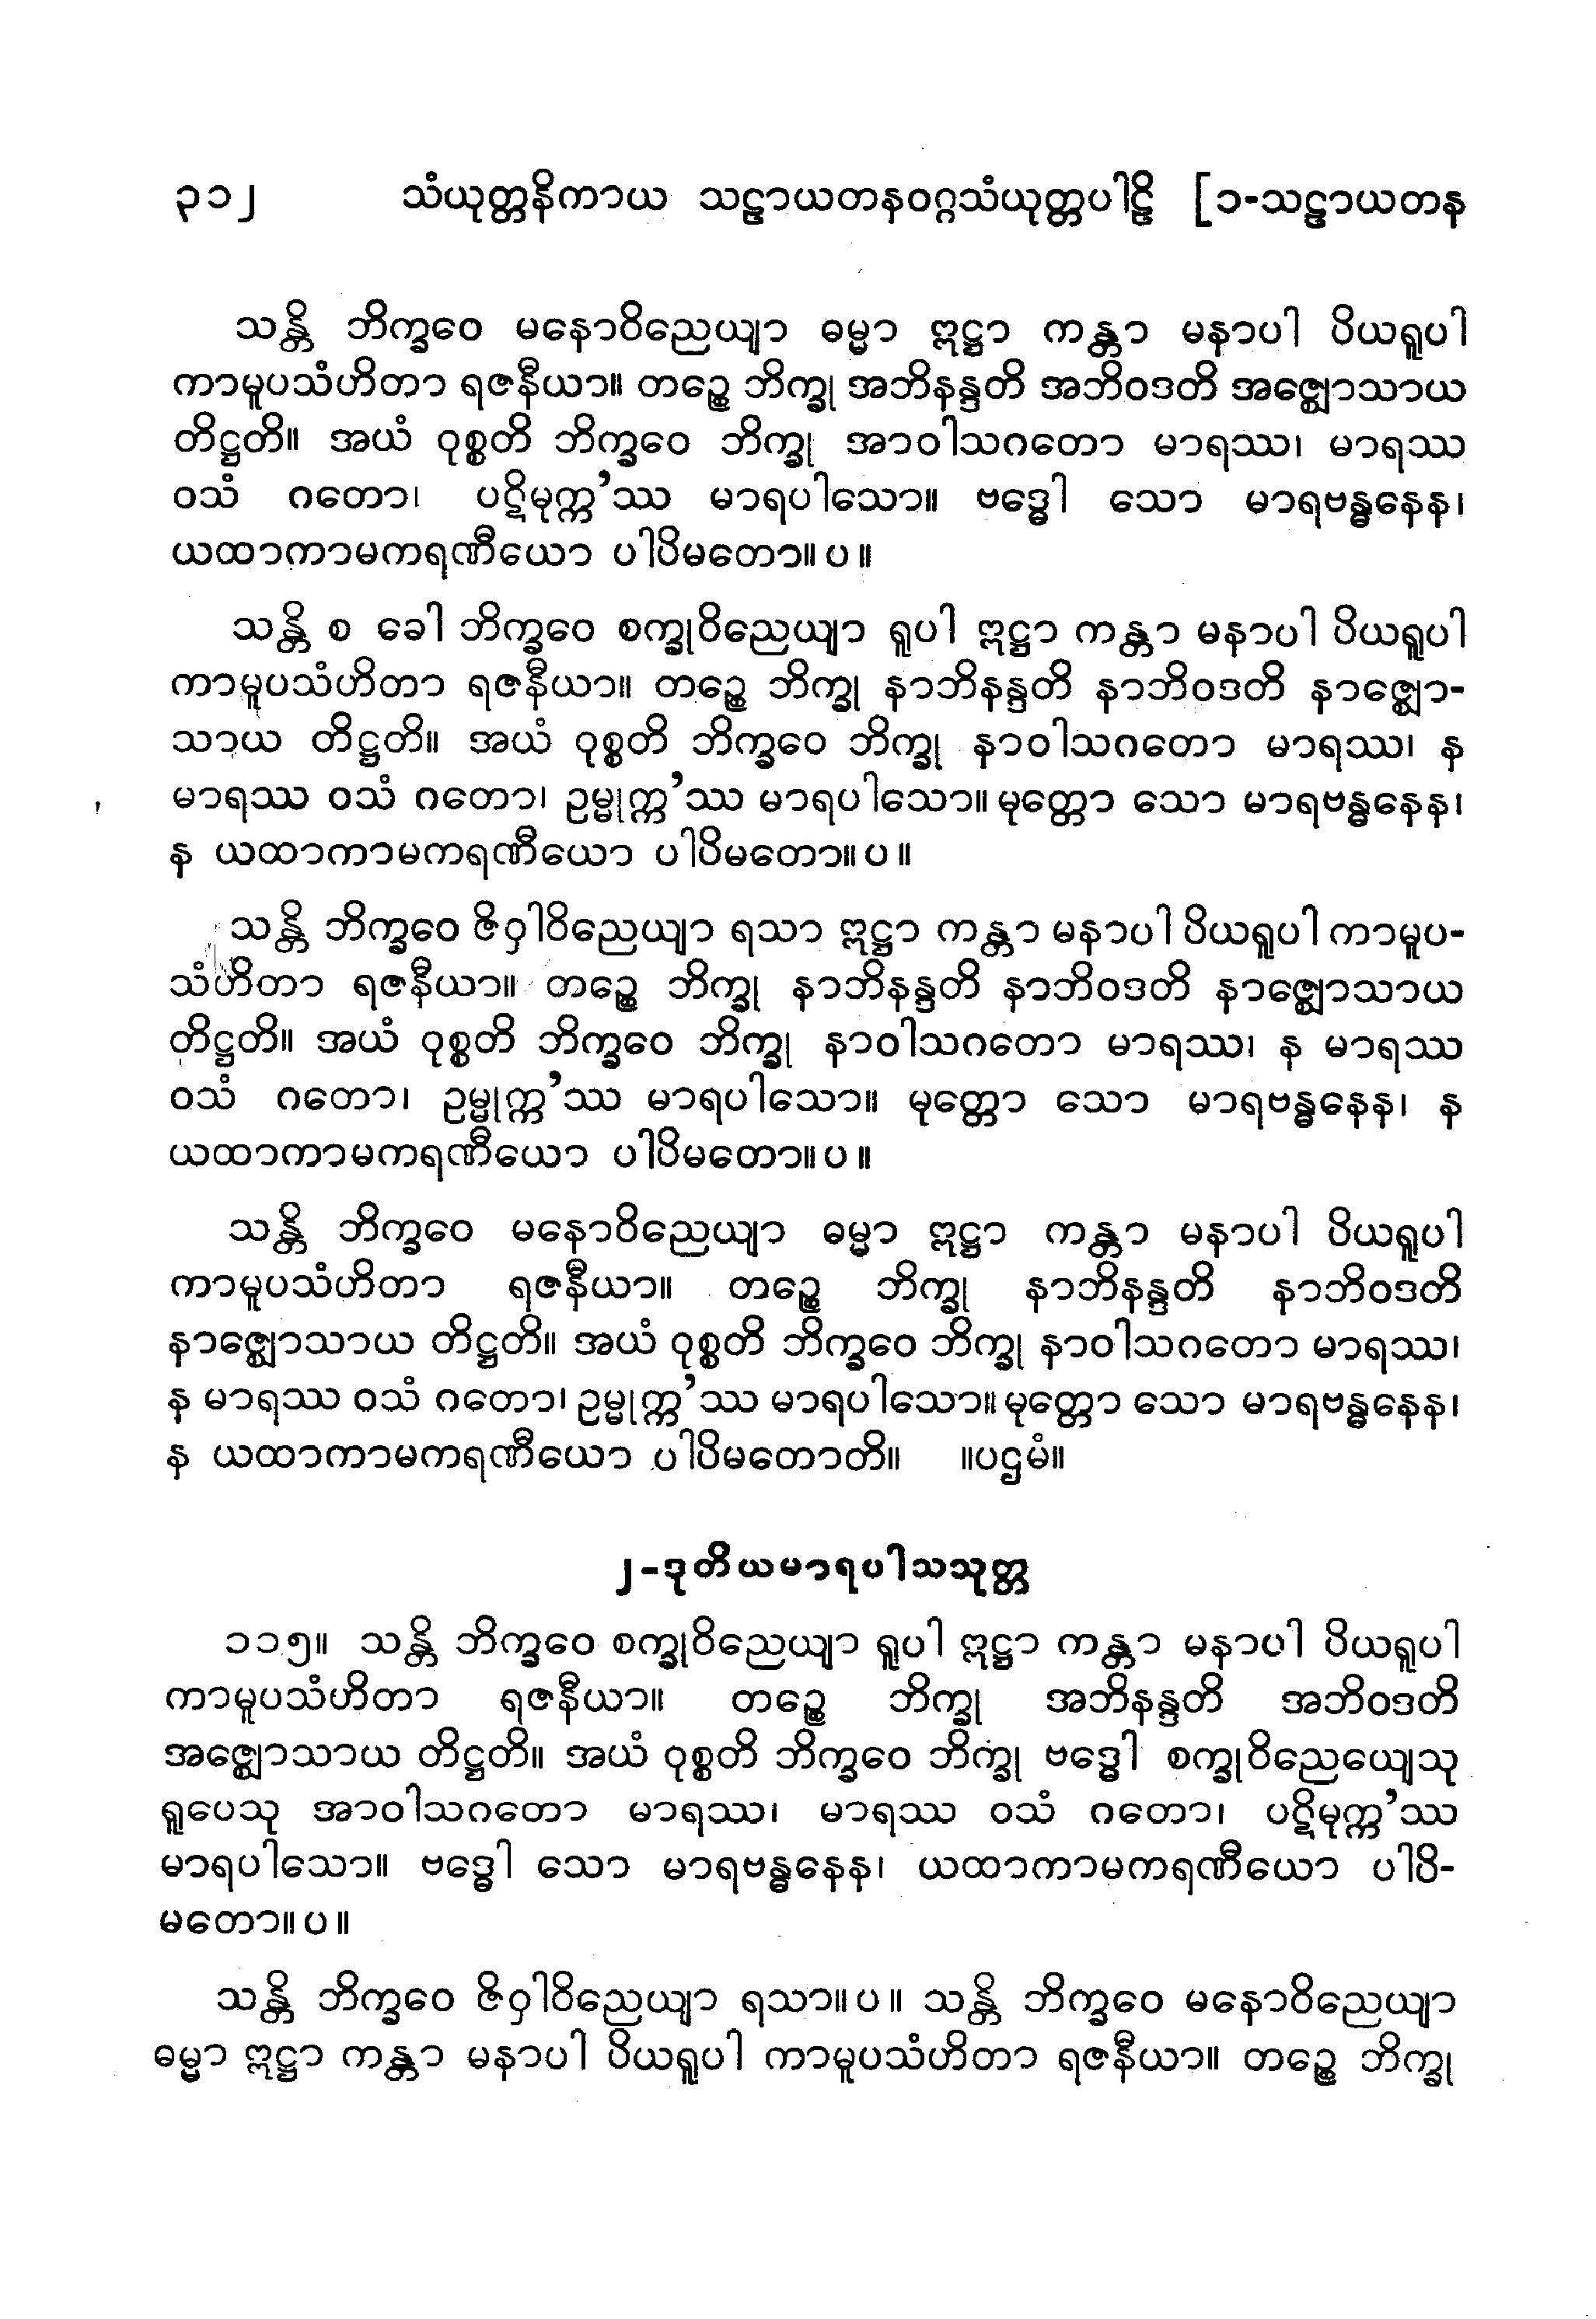 ၃၁၂ သံယုတ္တနိကာယ သဠာယတနဝဂ္ဂသံယုတ္တပါဠိ [၁-သဠာယတန
သန္တိ ဘိက္ခဝေ မနောဝိညေယျာ ဓမ္မာ ဣဋ္ဌာ ကန္တာ မနာပါ ပိယရူပါ
ကာမူပသံဟိတာ ရဇနီယာ။ တဉ္စေ ဘိက္ခု အဘိနန္ဒတိ အဘိဝဒတိ အဇ္ဈောသာယ
တိဋ္ဌတိ။ အယံ ဝုစ္စတိ ဘိက္ခဝေ ဘိက္ခု အာဝါသဂတော မာရဿ၊ မာရဿ
ဝသံ ဂတော၊ ပဋိမုက္က’ဿ မာရပါသော။ ဗဒ္ဓေါ သော မာရဗန္ဓနေန၊
ယထာကာမကရဏီယော ပါပိမတော။ပ။
သန္တိ စ ခေါ ဘိက္ခဝေ စက္ခုဝိညေယျာ ရူပါ ဣဋ္ဌာ ကန္တာ မနာပါ ပိယရူပါ
ကာမူပသံဟိတာ ရဇနီယာ။ တဉ္စေ ဘိက္ခု နာဘိနန္ဒတိ နာဘိဝဒတိ နာဇ္ဈော-
သာယ တိဋ္ဌတိ။ အယံ ဝုစ္စတိ ဘိက္ခဝေ ဘိက္ခု နာဝါသဂတော မာရဿ၊ န
မာရဿ ဝသံ ဂတော၊ ဥမ္မုက္က’ဿ မာရပါသော။ မုတ္တော သော မာရဗန္ဓနေန၊
န ယထာကာမကရဏီယော ပါပိမတော။ပ။
သန္တိ ဘိက္ခဝေ ဇိဝှါဝိညေယျာ ရသာ ဣဋ္ဌာ ကန္တာ မနာပါ ပိယရူပါ ကာမူပ-
သံဟိတာ ရဇနီယာ။ တဉ္စေ ဘိက္ခု နာဘိနန္ဒတိ နာဘိဝဒတိ နာဇ္ဈောသာယ
တိဋ္ဌတိ။ အယံ ဝုစ္စတိ ဘိက္ခဝေ ဘိက္ခု နာဝါသဂတော မာရဿ၊ န မာရဿ
ဝသံ ဂတော၊ ဥမ္မုက္က’ဿ မာရပါသော။ မုတ္တော သော မာရဗန္ဓနေန၊ န
ယထာကာမကရဏီယော ပါပိမတော။ပ။
သန္တိ ဘိက္ခဝေ မနောဝိညေယျာ ဓမ္မာ ဣဋ္ဌာ ကန္တာ မနာပါ ပိယရူပါ
ကာမူပသံဟိတာ ရဇနီယာ။ တဉ္စေ ဘိက္ခု နာဘိနန္ဒတိ နာဘိဝဒတိ
နာဇ္ဈောသာယ တိဋ္ဌတိ။ အယံ ဝုစ္စတိ ဘိက္ခဝေ ဘိက္ခု နာဝါသဂတော မာရဿ၊
န မာရဿ ဝသံ ဂတော၊ ဥမ္မုက္က’ဿ မာရပါသော။ မုတ္တော သော မာရဗန္ဓနေန၊
န ယထာကာမကရဏီယော ပါပိမတောတိ။ ။ပဌမံ။
၂-ဒုတိယမာရပါသသုတ္တ
၁၁၅။ သန္တိ ဘိက္ခဝေ စက္ခုဝိညေယျာ ရူပါ ဣဋ္ဌာ ကန္တာ မနာပါ ပိယရူပါ
ကာမူပသံဟိတာ ရဇနီယာ။ တဉ္စေ ဘိက္ခု အဘိနန္ဒတိ အဘိဝဒတိ
အဇ္ဈောသာယ တိဋ္ဌတိ။ အယံ ဝုစ္စတိ ဘိက္ခဝေ ဘိက္ခု ဗဒ္ဓေါ စက္ခုဝိညေယျေသု
ရူပေသု အာဝါသဂတော မာရဿ၊ မာရဿ ဝသံ ဂတော၊ ပဋိမုက္က’ဿ
မာရပါသော။ ဗဒ္ဓေါ သော မာရဗန္ဓနေန၊ ယထာကာမကရဏီယော ပါပိ-
မတော။ပ။
သန္တိ ဘိက္ခဝေ ဇိဝှါဝိညေယျာ ရသာ။ပ။ သန္တိ ဘိက္ခဝေ မနောဝိညေယျာ
ဓမ္မာ ဣဋ္ဌာ ကန္တာ မနာပါ ပိယရူပါ ကာမူပသံဟိတာ ရဇနီယာ။ တဉ္စေ ဘိက္ခု